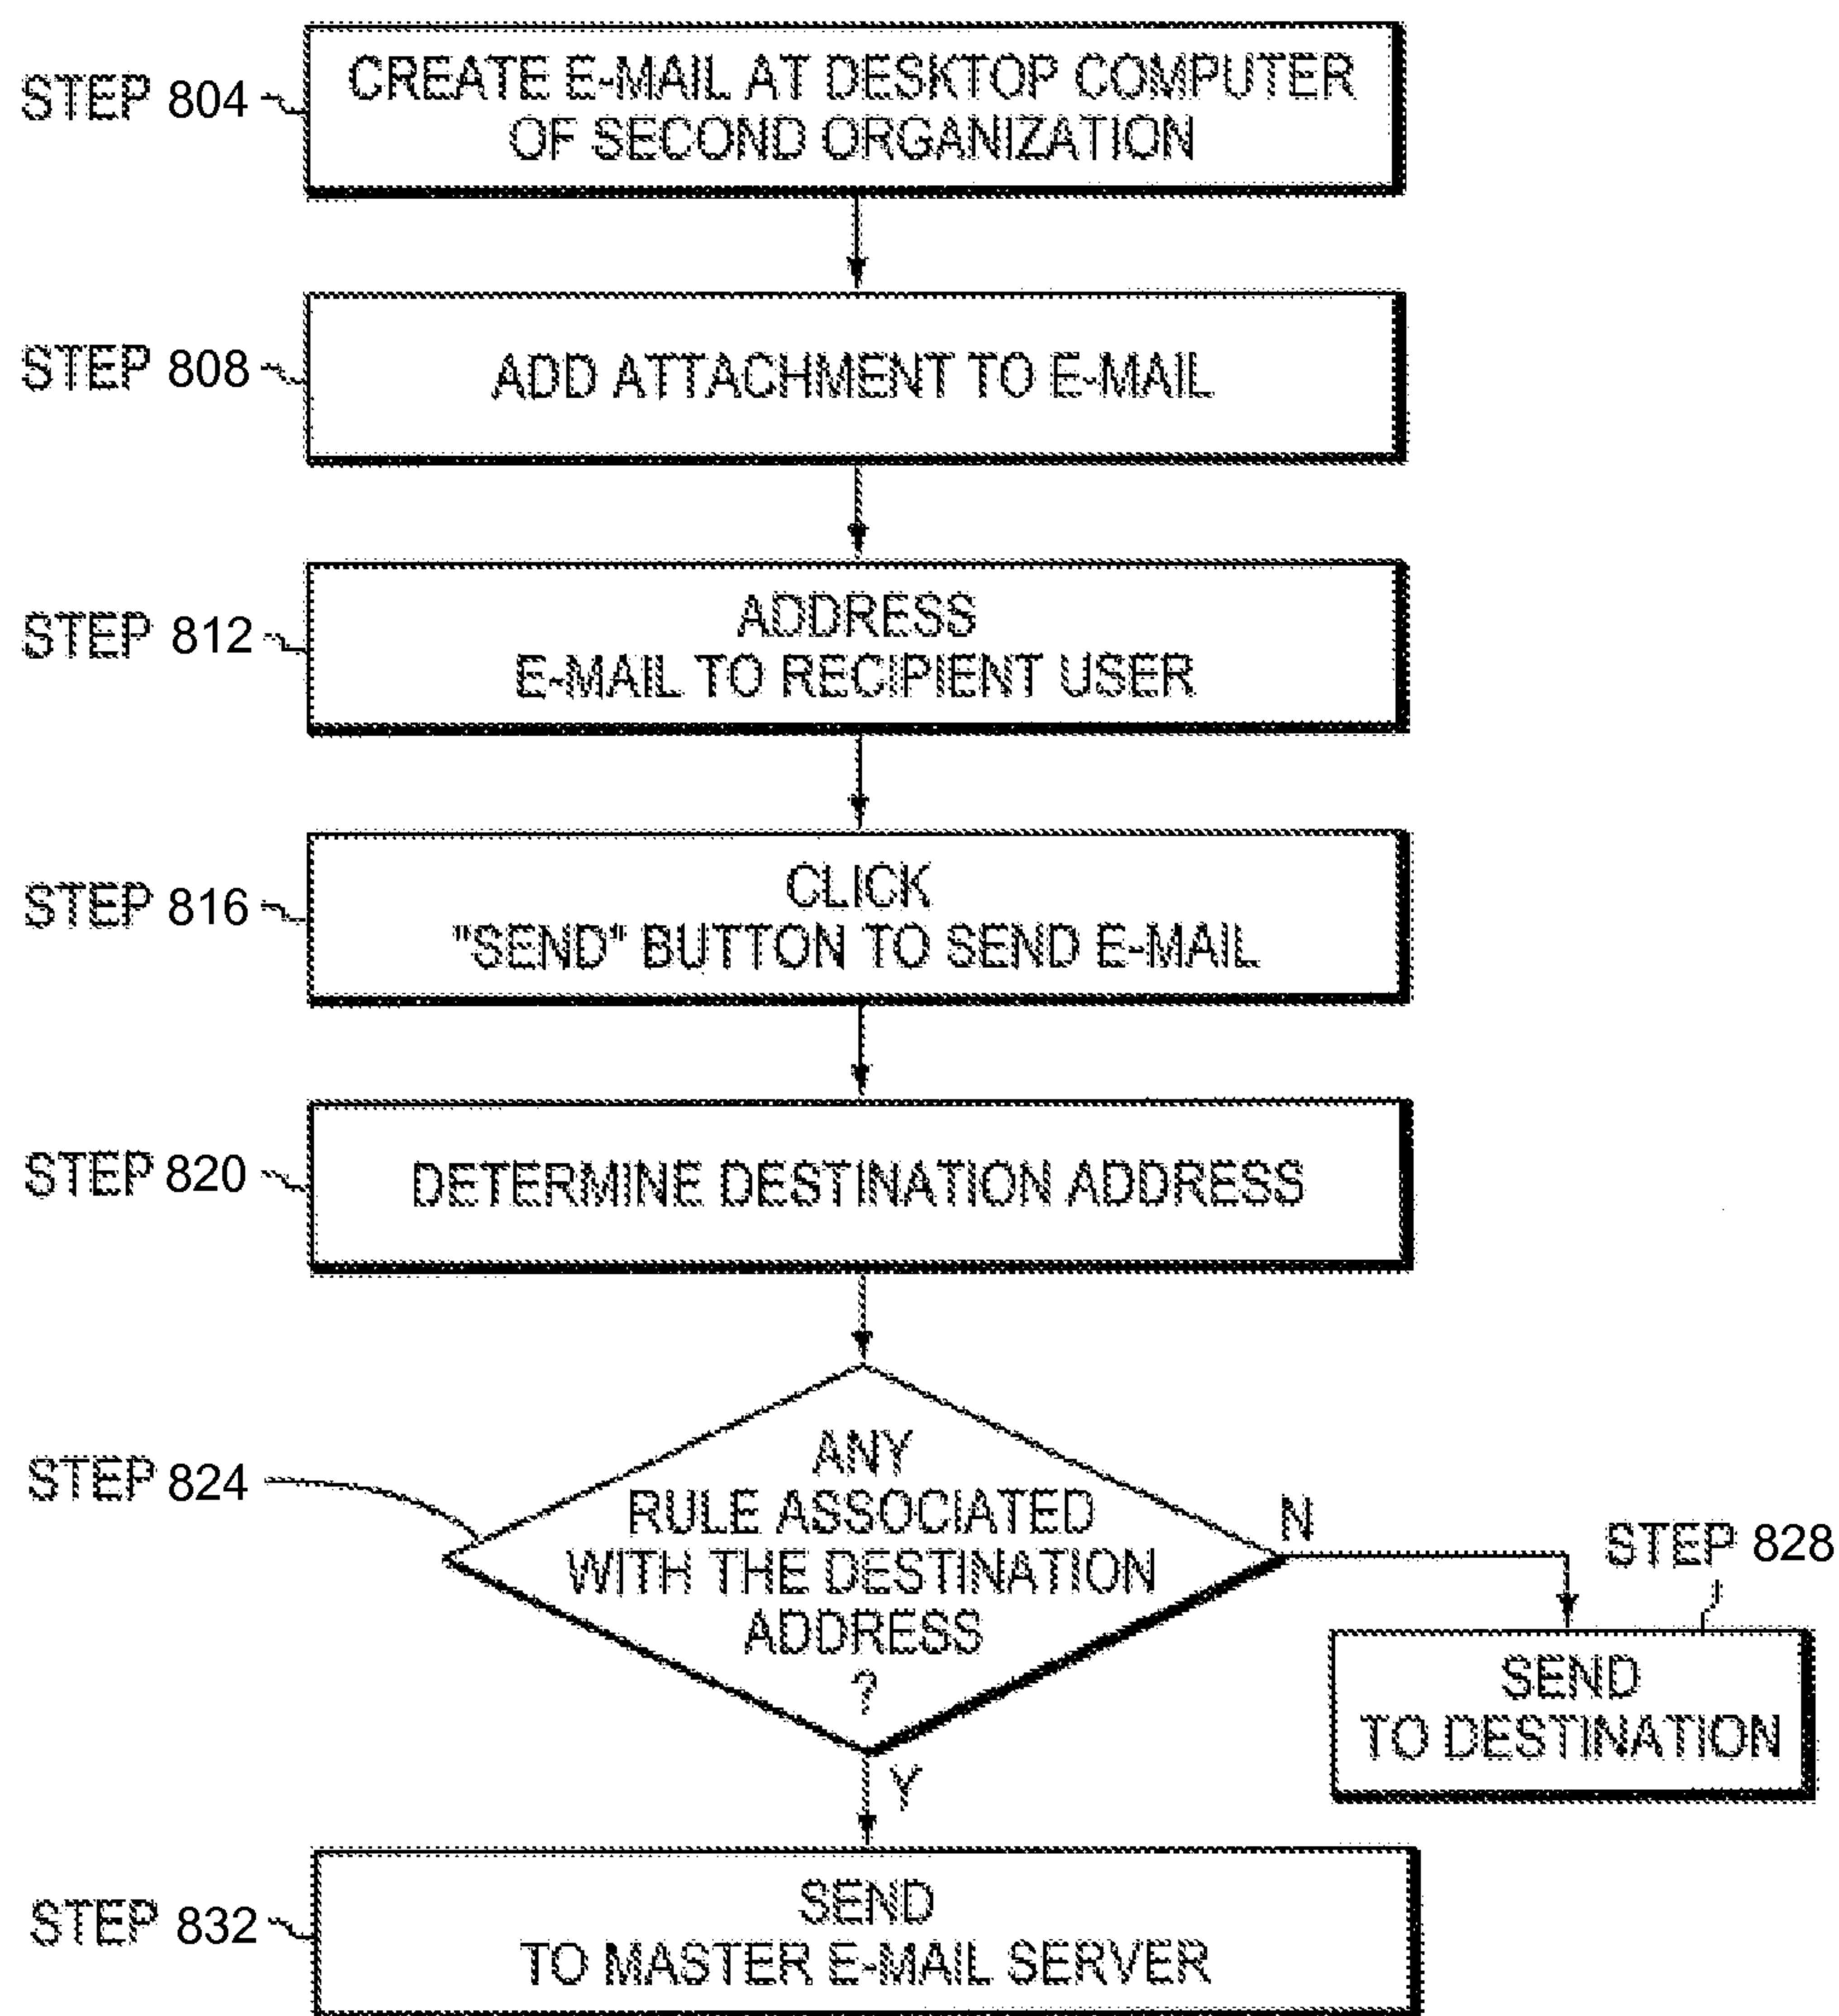 STEP 804
CREATE E-MAIL AT DESKTOP COMPUTER
OF SECOND ORGANIZATION
STEP 808
ADD ATTACHMENT TO E-MAIL
STEP 812
ADDRESS
E-MAIL TO RECIPIENT USER
STEP 816
CLICK
"SEND" BUTTON TO SEND E-MAIL
STEP 820
DETERMINE DESTINATION ADDRESS
STEP 824
ANY
RULE ASSOCIATED
WITH THE DESTINATION
ADDRESS
?
N
STEP 828
SEND
TO DESTINATION
Y
STEP 832
SEND
TO MASTER E-MAIL SERVER